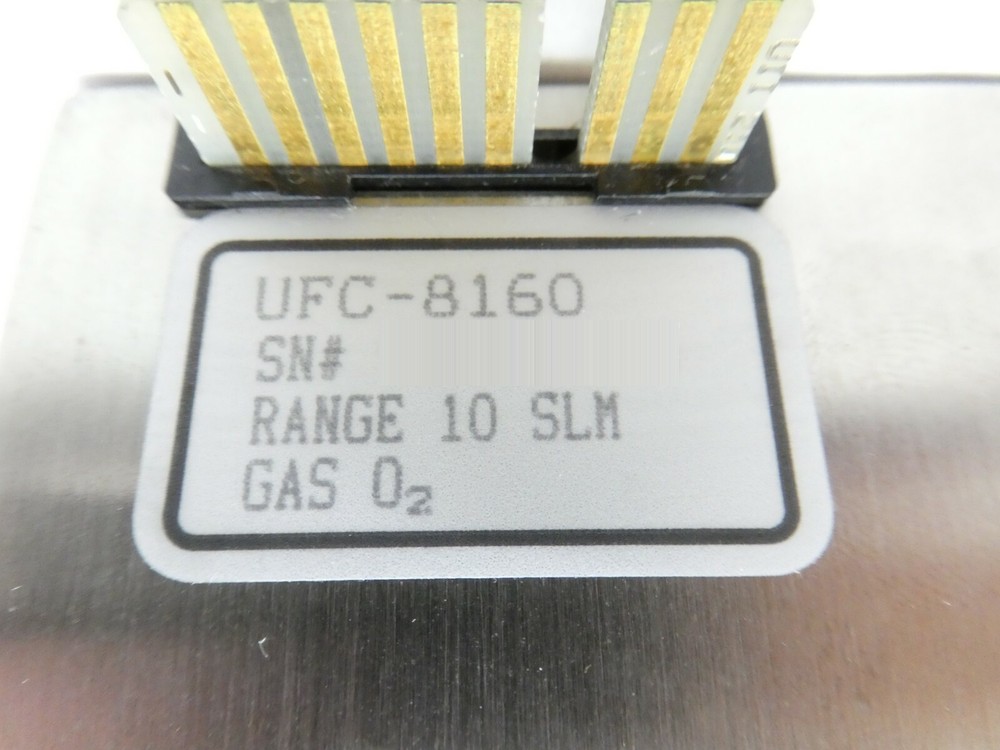 UFC-8160
SN#
RANGE 10 SLM
GAS O₂